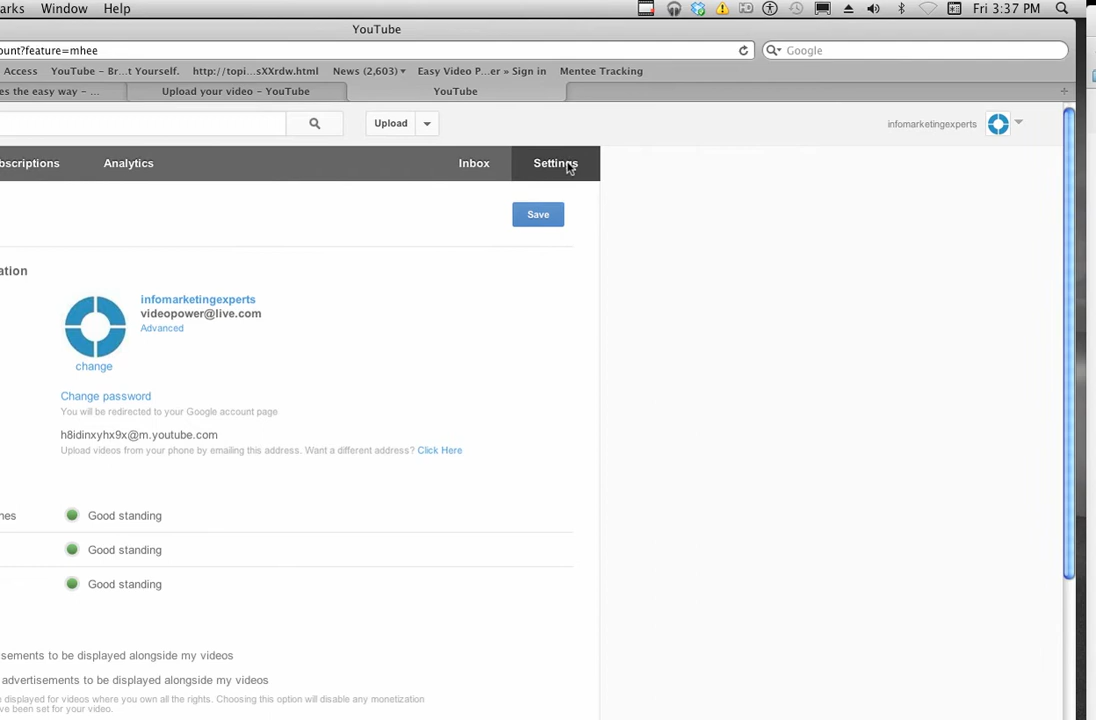 arks Window Help Fri 3:37 PM
YouTube
ount?feature=mhee Google
Access YouTube – Br...t Yourself. http://topi...sXXrdw.html News (2,603) Easy Video P...er » Sign in Mentee Tracking
es the easy way – ... Upload your video – YouTube YouTube
Upload infomarketingexperts
bscriptions Analytics Inbox Settings
Save
ation
infomarketingexperts
videopower@live.com
Advanced
change
Change password
You will be redirected to your Google account page
h8idinxyhx9x@m.youtube.com
Upload videos from your phone by emailing this address. Want a different address? Click Here
nes Good standing
Good standing
Good standing
sements to be displayed alongside my videos
advertisements to be displayed alongside my videos
displayed for videos where you own all the rights. Choosing this option will disable any monetization
ve been set for your video.